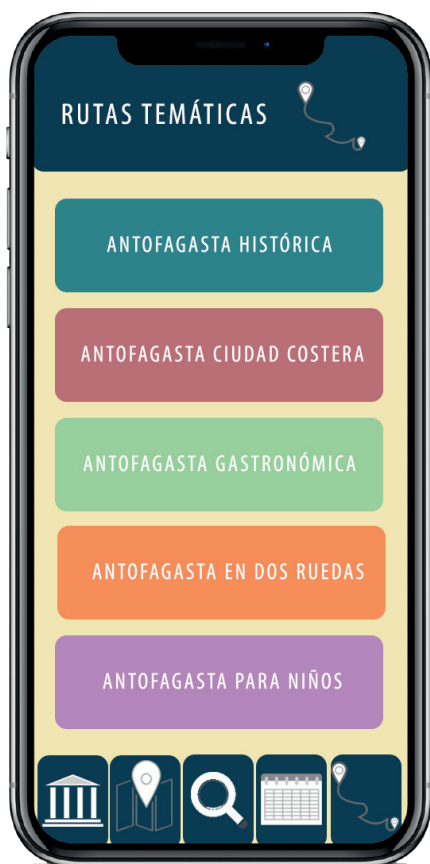 RUTAS TEMÁTICAS
ANTOFAGASTA HISTÓRICA
ANTOFAGASTA CIUDAD COSTERA
ANTOFAGASTA GASTRONÓMICA
ANTOFAGASTA EN DOS RUEDAS
ANTOFAGASTA PARA NIÑOS